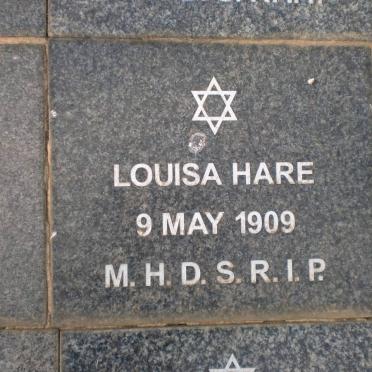 LOUISA HARE
9 MAY 1909
M. H. D. S. R. I. P.